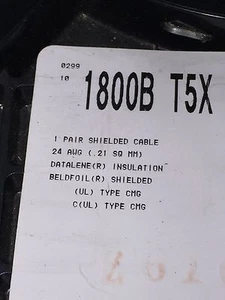 0299
10
1800B T5X
1 PAIR SHIELDED CABLE
24 AWG (.21 SQ MM)
DATALENE(R) INSULATION
BELDFOIL(R) SHIELDED
(UL) TYPE CMG
C(UL) TYPE CMG